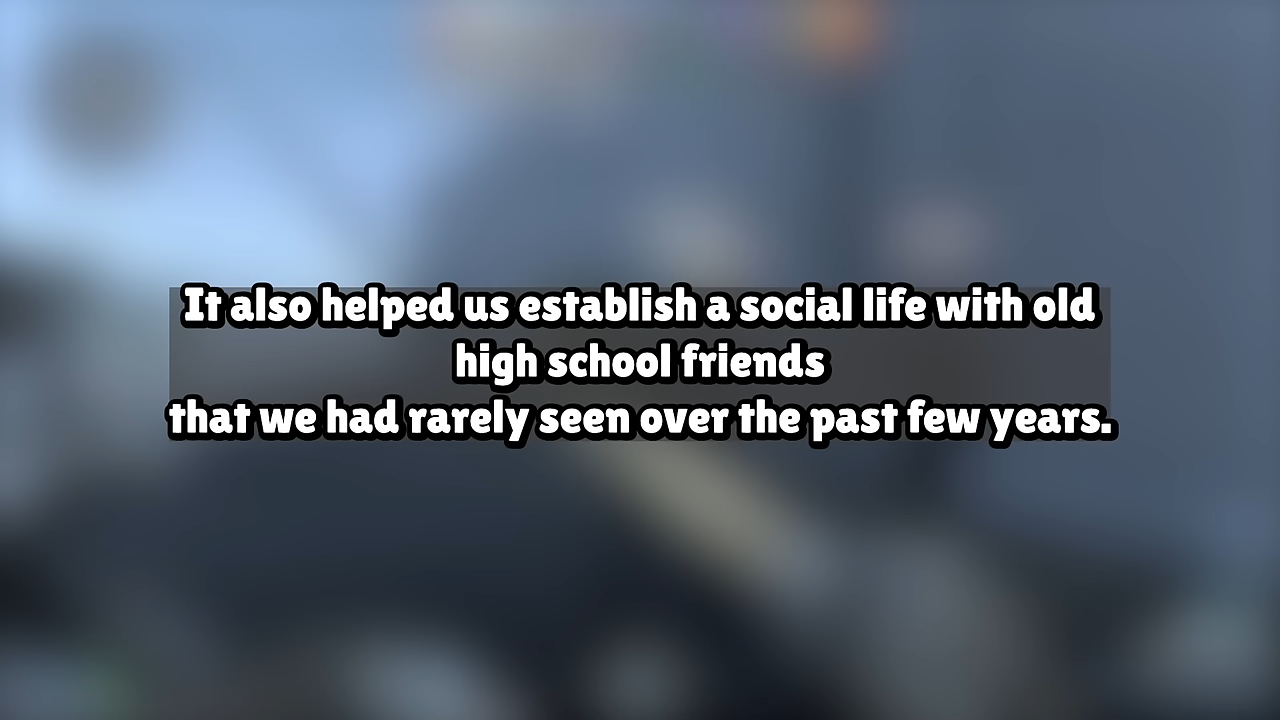 It also helped us establish a social life with old
high school friends
that we had rarely seen over the past few years.